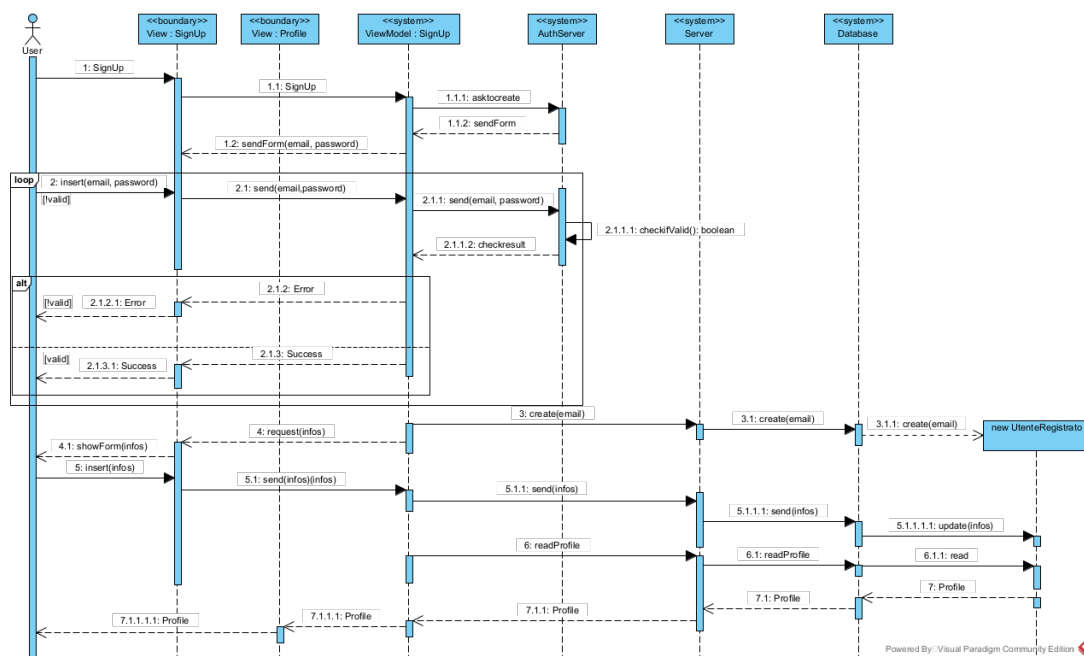 <<boundary>>
View : SignUp
<<boundary>>
View : Profile
<<system>>
ViewModel : SignUp
<<system>>
AuthServer
<<system>>
Server
<<system>>
Database
User
1: SignUp
1.1: SignUp
1.1.1: asktocreate
1.1.2: sendForm
1.2: sendForm(email, password)
loop
2: insert(email, password)
[!valid]
2.1: send(email,password)
2.1.1: send(email, password)
2.1.1.1: checkifValid(): boolean
2.1.1.2: checkresult
alt
2.1.2: Error
[!valid]
2.1.2.1: Error
2.1.3: Success
[valid]
2.1.3.1: Success
3: create(email)
3.1: create(email)
3.1.1: create(email)
new UtenteRegistrato
4: request(infos)
4.1: showForm(infos)
5: insert(infos)
5.1: send(infos)(infos)
5.1.1: send(infos)
5.1.1.1: send(infos)
5.1.1.1.1: update(infos)
6: readProfile
6.1: readProfile
6.1.1: read
7: Profile
7.1: Profile
7.1.1: Profile
7.1.1.1: Profile
7.1.1.1.1: Profile
Powered By: Visual Paradigm Community Edition